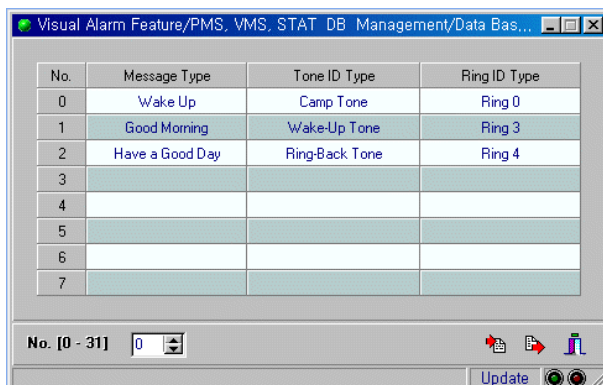 Visual Alarm Feature/PMS, VMS, STAT DB Management/Data Bas...
No. Message Type Tone ID Type Ring ID Type
0 Wake Up Camp Tone Ring 0
1 Good Morning Wake-Up Tone Ring 3
2 Have a Good Day Ring-Back Tone Ring 4
3
4
5
6
7
No. [0 - 31] 0
Update